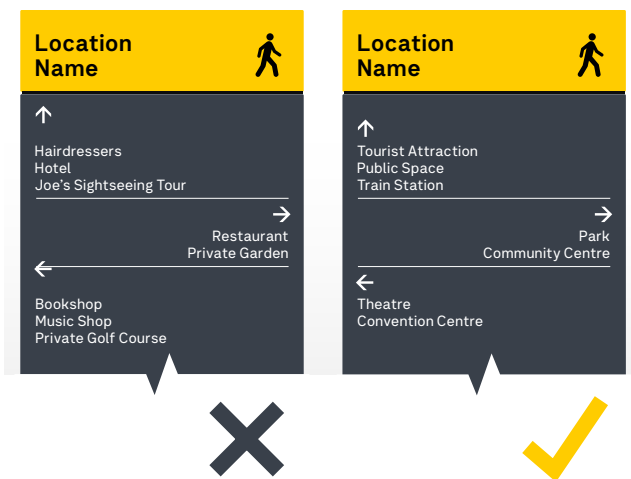 Location
Name
Hairdressers
Hotel
Joe's Sightseeing Tour
Restaurant
Private Garden
Bookshop
Music Shop
Private Golf Course
Location
Name
Tourist Attraction
Public Space
Train Station
Park
Community Centre
Theatre
Convention Centre